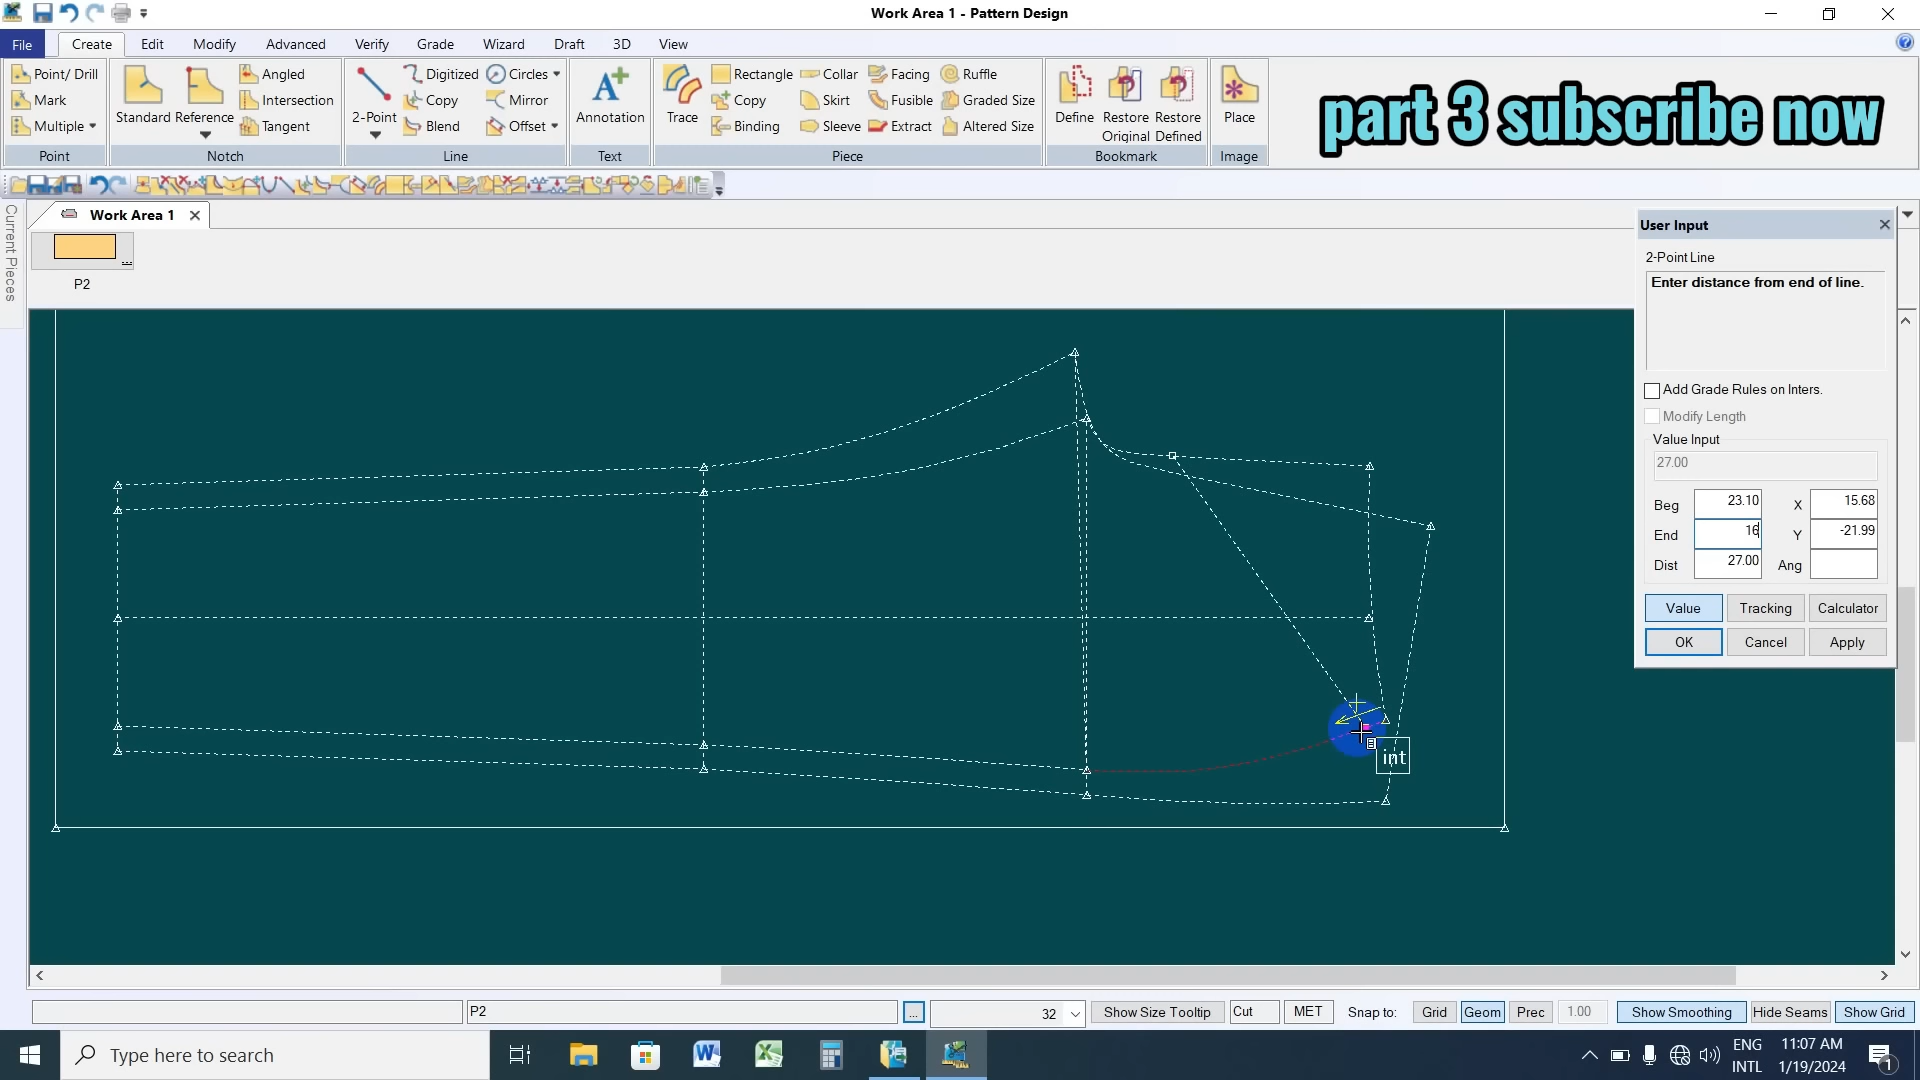 Work Area 1 - Pattern Design
File Create Edit Modify Advanced Verify Grade Wizard Draft 3D View
Point/ Drill
Mark
Multiple
Point
Standard
Reference
Angled
Intersection
Tangent
Notch
2-Point
Digitized
Copy
Blend
Circles
Mirror
Offset
Line
Annotation
Text
Trace
Rectangle
Copy
Binding
Collar
Skirt
Sleeve
Facing
Fusible
Extract
Ruffle
Graded Size
Altered Size
Piece
Define
Restore Original
Restore Defined
Bookmark
Place
Image
part 3 subscribe now
Current Pieces
Work Area 1
P2
User Input
2-Point Line
Enter distance from end of line.
Add Grade Rules on Inters.
Modify Length
Value Input
27.00
Beg 23.10 X 15.68
End 16 Y -21.99
Dist 27.00 Ang
Value Tracking Calculator
OK Cancel Apply
int
P2 ... 32 Show Size Tooltip Cut MET Snap to: Grid Geom Prec 1.00 Show Smoothing Hide Seams Show Grid
Type here to search
ENG
INTL
11:07 AM
1/19/2024
1